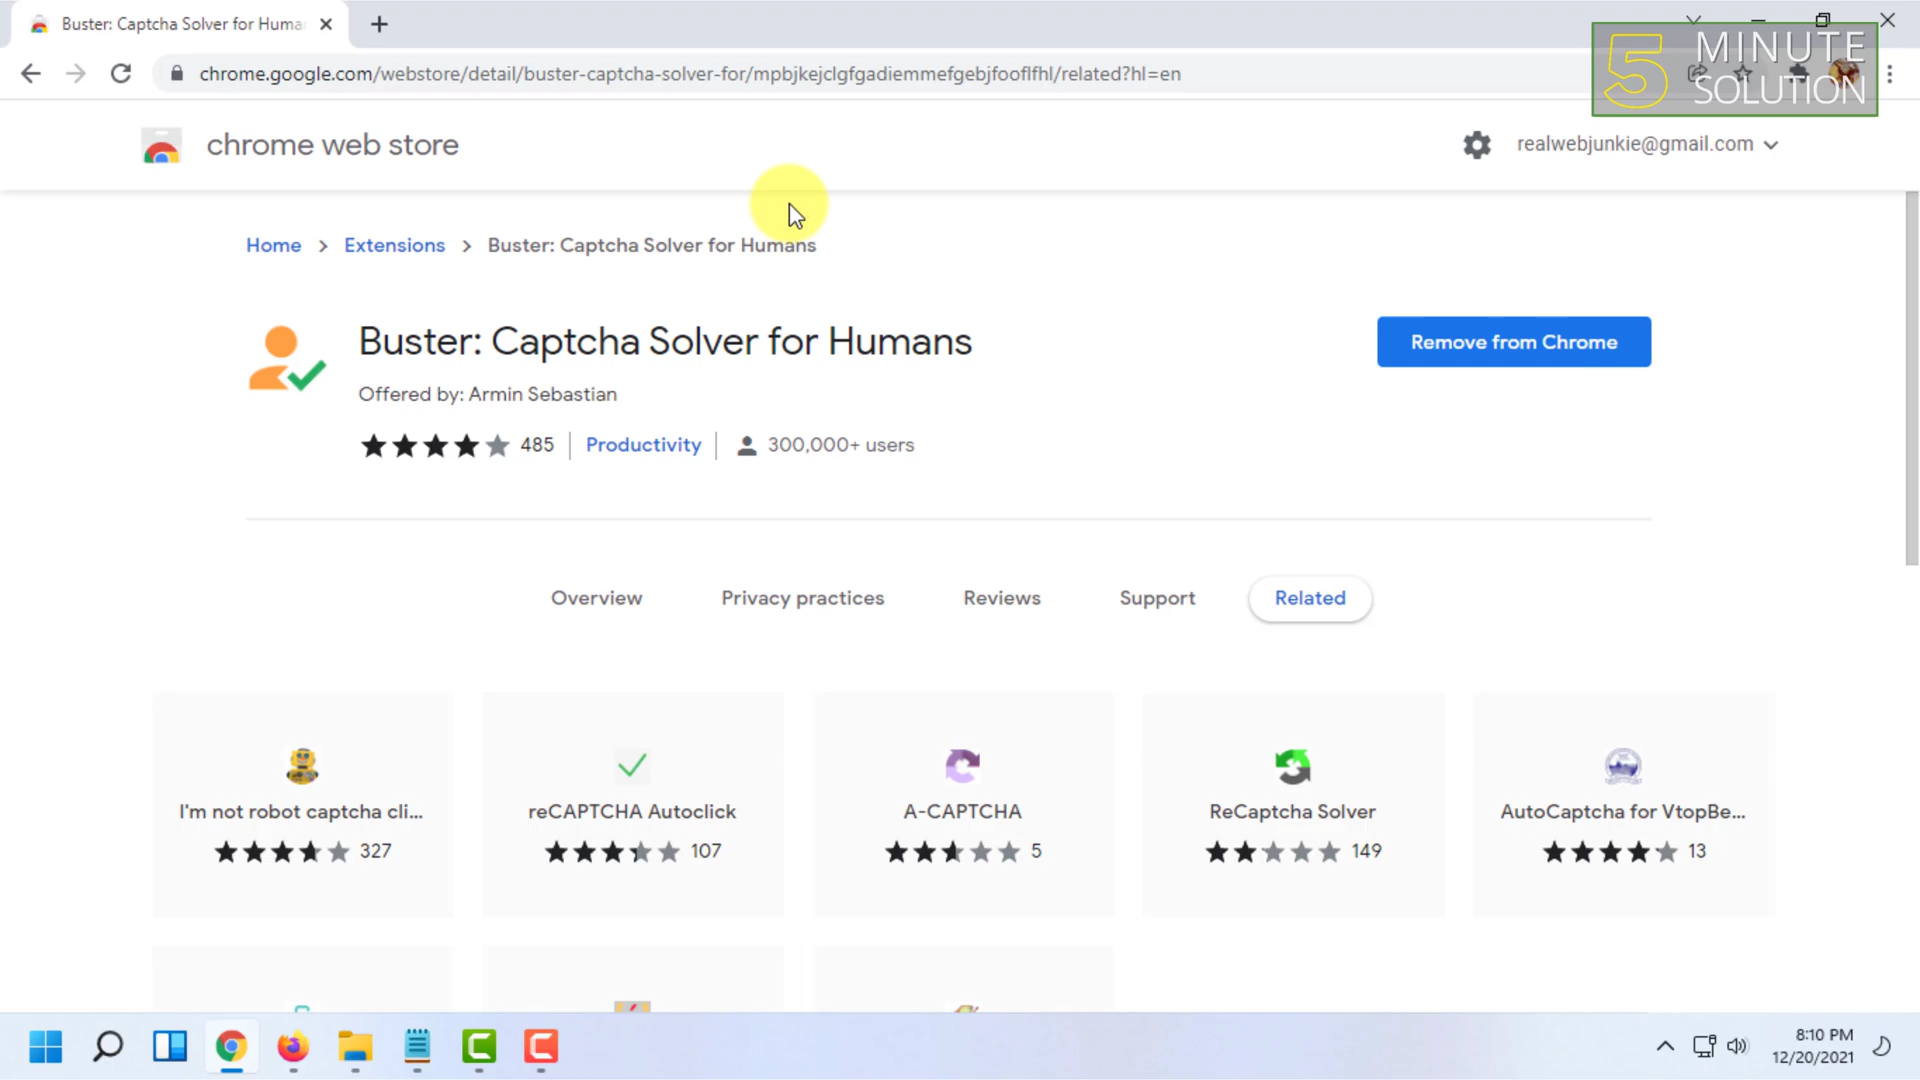 Buster: Captcha Solver for Huma
5 MINUTE SOLUTION
chrome.google.com/webstore/detail/buster-captcha-solver-for/mpbjkejclgfgadiemmefgebjfooflfhl/related?hl=en
chrome web store
realwebjunkie@gmail.com
Home > Extensions > Buster: Captcha Solver for Humans
Buster: Captcha Solver for Humans
Remove from Chrome
Offered by: Armin Sebastian
485 | Productivity | 300,000+ users
Overview Privacy practices Reviews Support Related
I'm not robot captcha cli... reCAPTCHA Autoclick A-CAPTCHA ReCaptcha Solver AutoCaptcha for VtopBe...
327 107 5 149 13
8:10 PM
12/20/2021